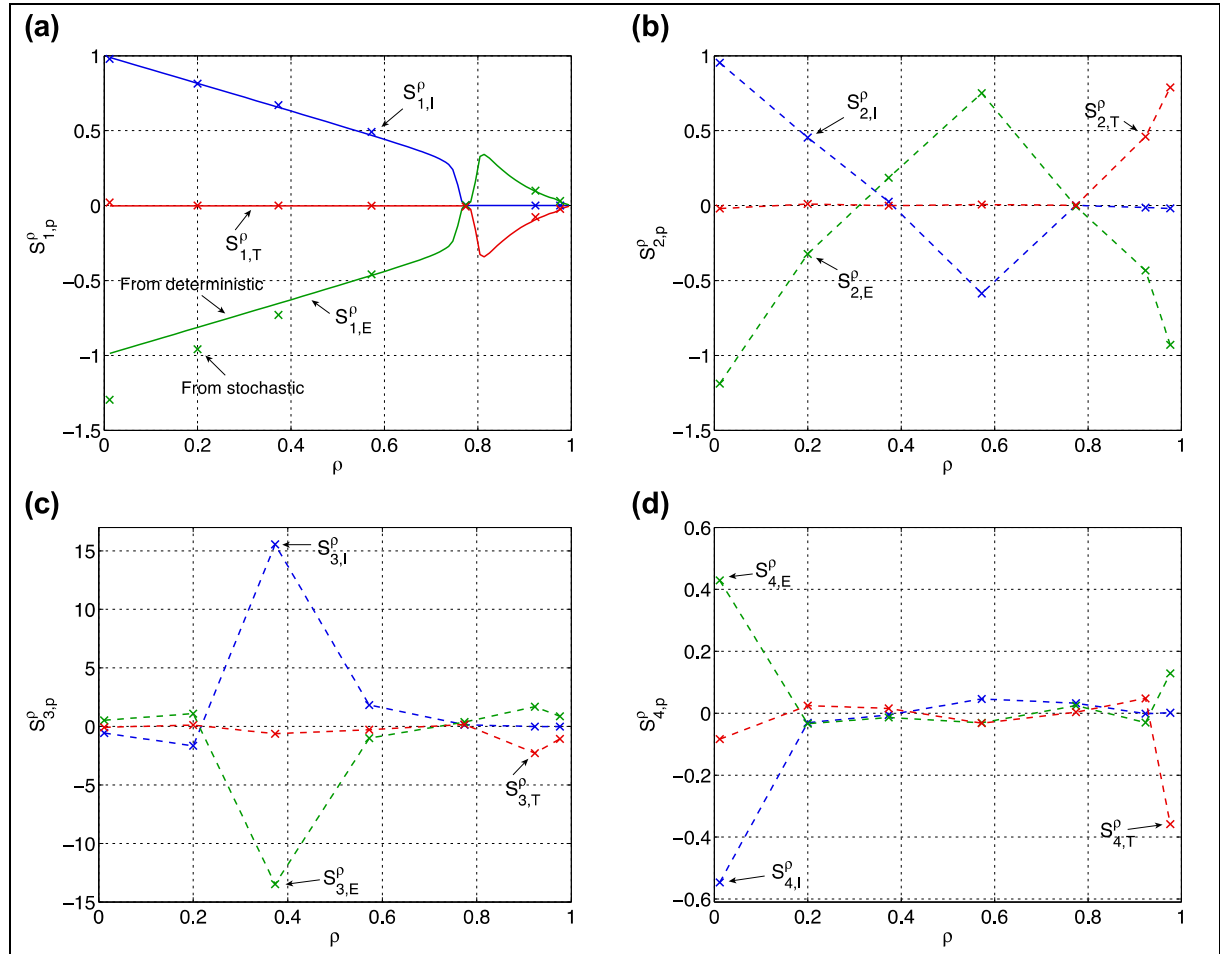 (a)
1
0.5
0
−0.5
−1
−1.5
0
0.2
0.4
0.6
0.8
1
ρ
S^ρ_{1,p}
S^ρ_{1,I}
S^ρ_{1,T}
From deterministic
S^ρ_{1,E}
From stochastic
(b)
1
0.5
0
−0.5
−1
−1.5
0
0.2
0.4
0.6
0.8
1
ρ
S^ρ_{2,p}
S^ρ_{2,I}
S^ρ_{2,T}
S^ρ_{2,E}
(c)
15
10
5
0
−5
−10
−15
0
0.2
0.4
0.6
0.8
1
ρ
S^ρ_{3,p}
S^ρ_{3,I}
S^ρ_{3,T}
S^ρ_{3,E}
(d)
0.6
0.4
0.2
0
−0.2
−0.4
−0.6
0
0.2
0.4
0.6
0.8
1
ρ
S^ρ_{4,p}
S^ρ_{4,E}
S^ρ_{4,T}
S^ρ_{4,I}